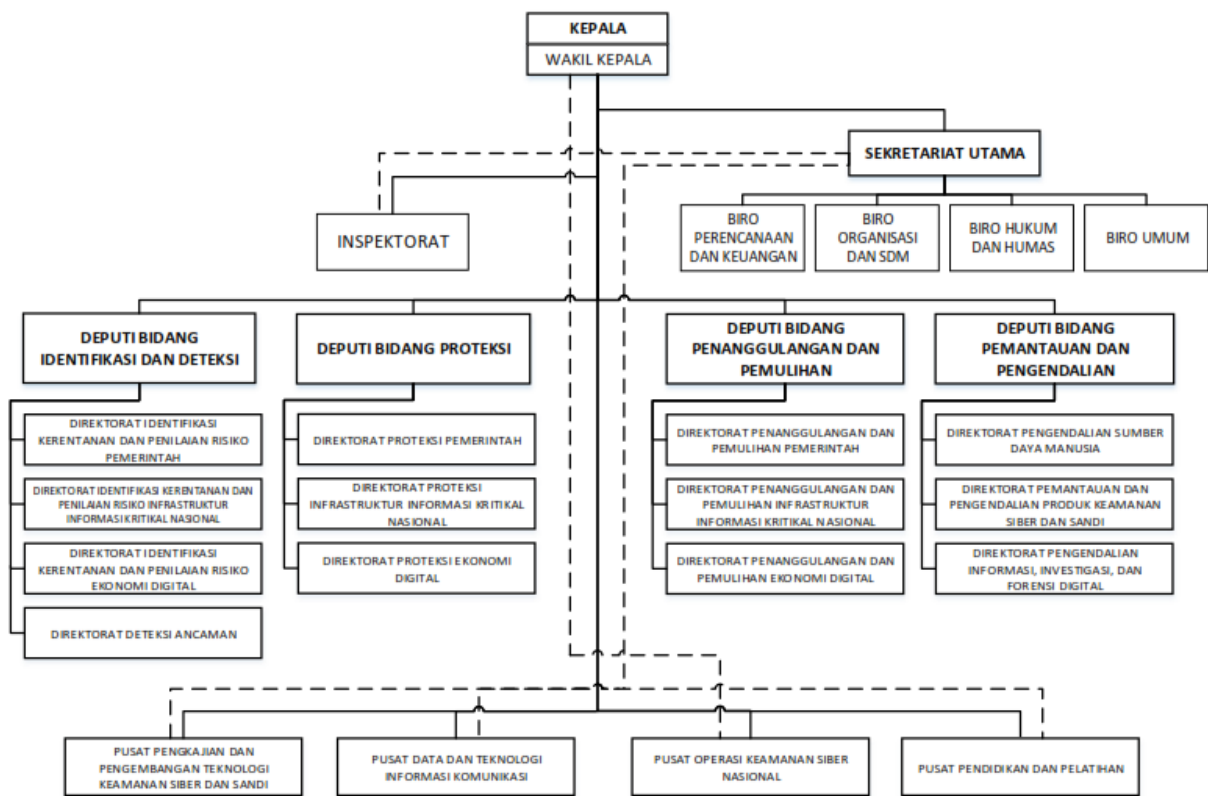 KEPALA
WAKIL KEPALA
SEKRETARIAT UTAMA
INSPEKTORAT
BIRO
PERENCANAAN
DAN KEUANGAN
BIRO
ORGANISASI
DAN SDM
BIRO HUKUM
DAN HUMAS
BIRO UMUM
DEPUTI BIDANG
IDENTIFIKASI DAN DETEKSI
DEPUTI BIDANG PROTEKSI
DEPUTI BIDANG
PENANGGULANGAN DAN
PEMULIHAN
DEPUTI BIDANG
PEMANTAUAN DAN
PENGENDALIAN
DIREKTORAT IDENTIFIKASI
KERENTANAN DAN PENILAIAN RISIKO
PEMERINTAH
DIREKTORAT IDENTIFIKASI KERENTANAN DAN
PENILAIAN RISIKO INFRASTRUKTUR
INFORMASI KRITIKAL NASIONAL
DIREKTORAT IDENTIFIKASI
KERENTANAN DAN PENILAIAN RISIKO
EKONOMI DIGITAL
DIREKTORAT DETEKSI ANCAMAN
DIREKTORAT PROTEKSI PEMERINTAH
DIREKTORAT PROTEKSI
INFRASTRUKTUR INFORMASI KRITIKAL
NASIONAL
DIREKTORAT PROTEKSI EKONOMI
DIGITAL
DIREKTORAT PENANGGULANGAN DAN
PEMULIHAN PEMERINTAH
DIREKTORAT PENANGGULANGAN DAN
PEMULIHAN INFRASTRUKTUR
INFORMASI KRITIKAL NASIONAL
DIREKTORAT PENANGGULANGAN DAN
PEMULIHAN EKONOMI DIGITAL
DIREKTORAT PENGENDALIAN SUMBER
DAYA MANUSIA
DIREKTORAT PEMANTAUAN DAN
PENGENDALIAN PRODUK KEAMANAN
SIBER DAN SANDI
DIREKTORAT PENGENDALIAN
INFORMASI, INVESTIGASI, DAN
FORENSI DIGITAL
PUSAT PENGKAJIAN DAN
PENGEMBANGAN TEKNOLOGI
KEAMANAN SIBER DAN SANDI
PUSAT DATA DAN TEKNOLOGI
INFORMASI KOMUNIKASI
PUSAT OPERASI KEAMANAN SIBER
NASIONAL
PUSAT PENDIDIKAN DAN PELATIHAN